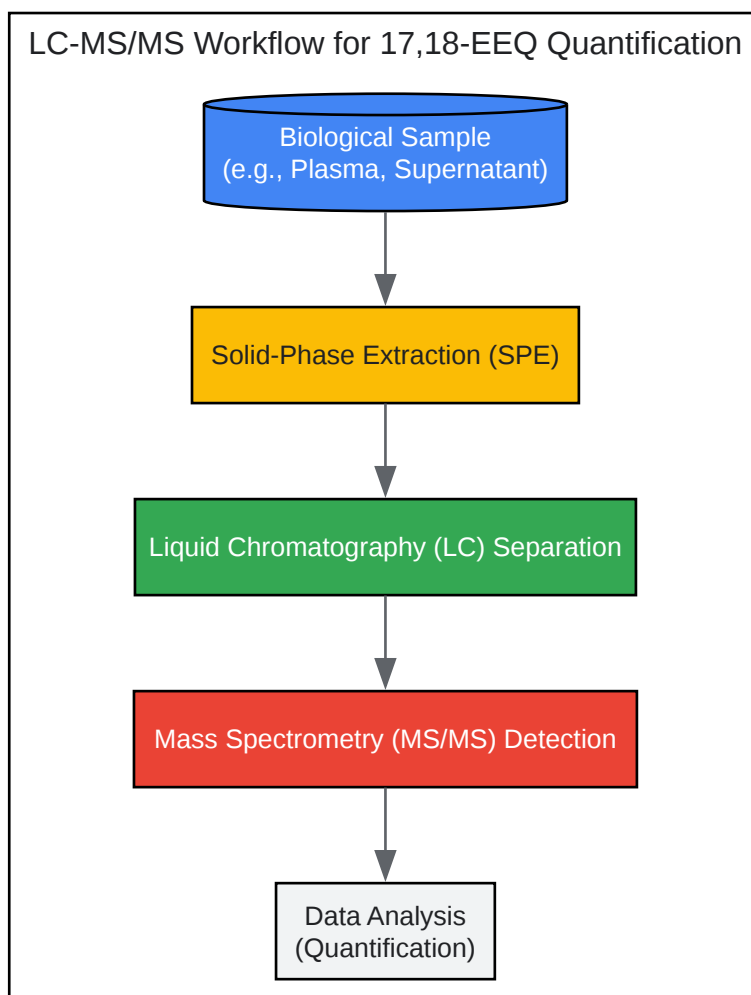 LC-MS/MS Workflow for 17,18-EEQ Quantification
Biological Sample
(e.g., Plasma, Supernatant)
Solid-Phase Extraction (SPE)
Liquid Chromatography (LC) Separation
Mass Spectrometry (MS/MS) Detection
Data Analysis
(Quantification)